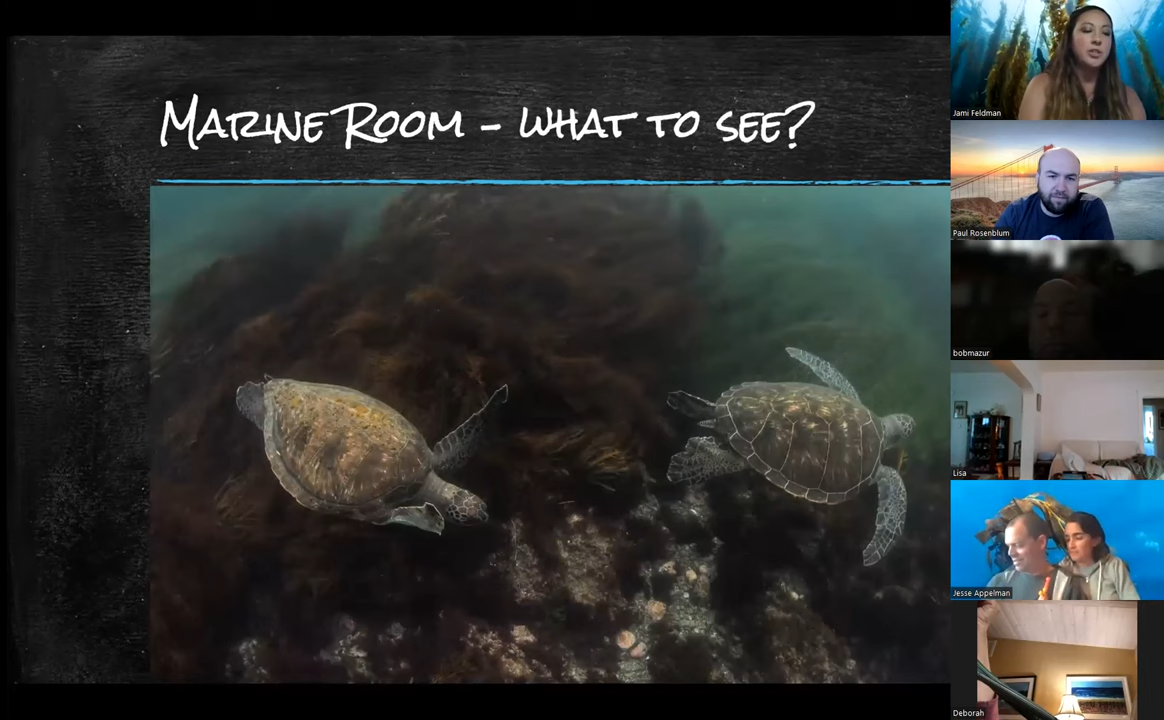 Marine Room - what to see?
Jami Feldman
Paul Rosenblum
bobmazur
Lisa
Jesse Appelman
Deborah